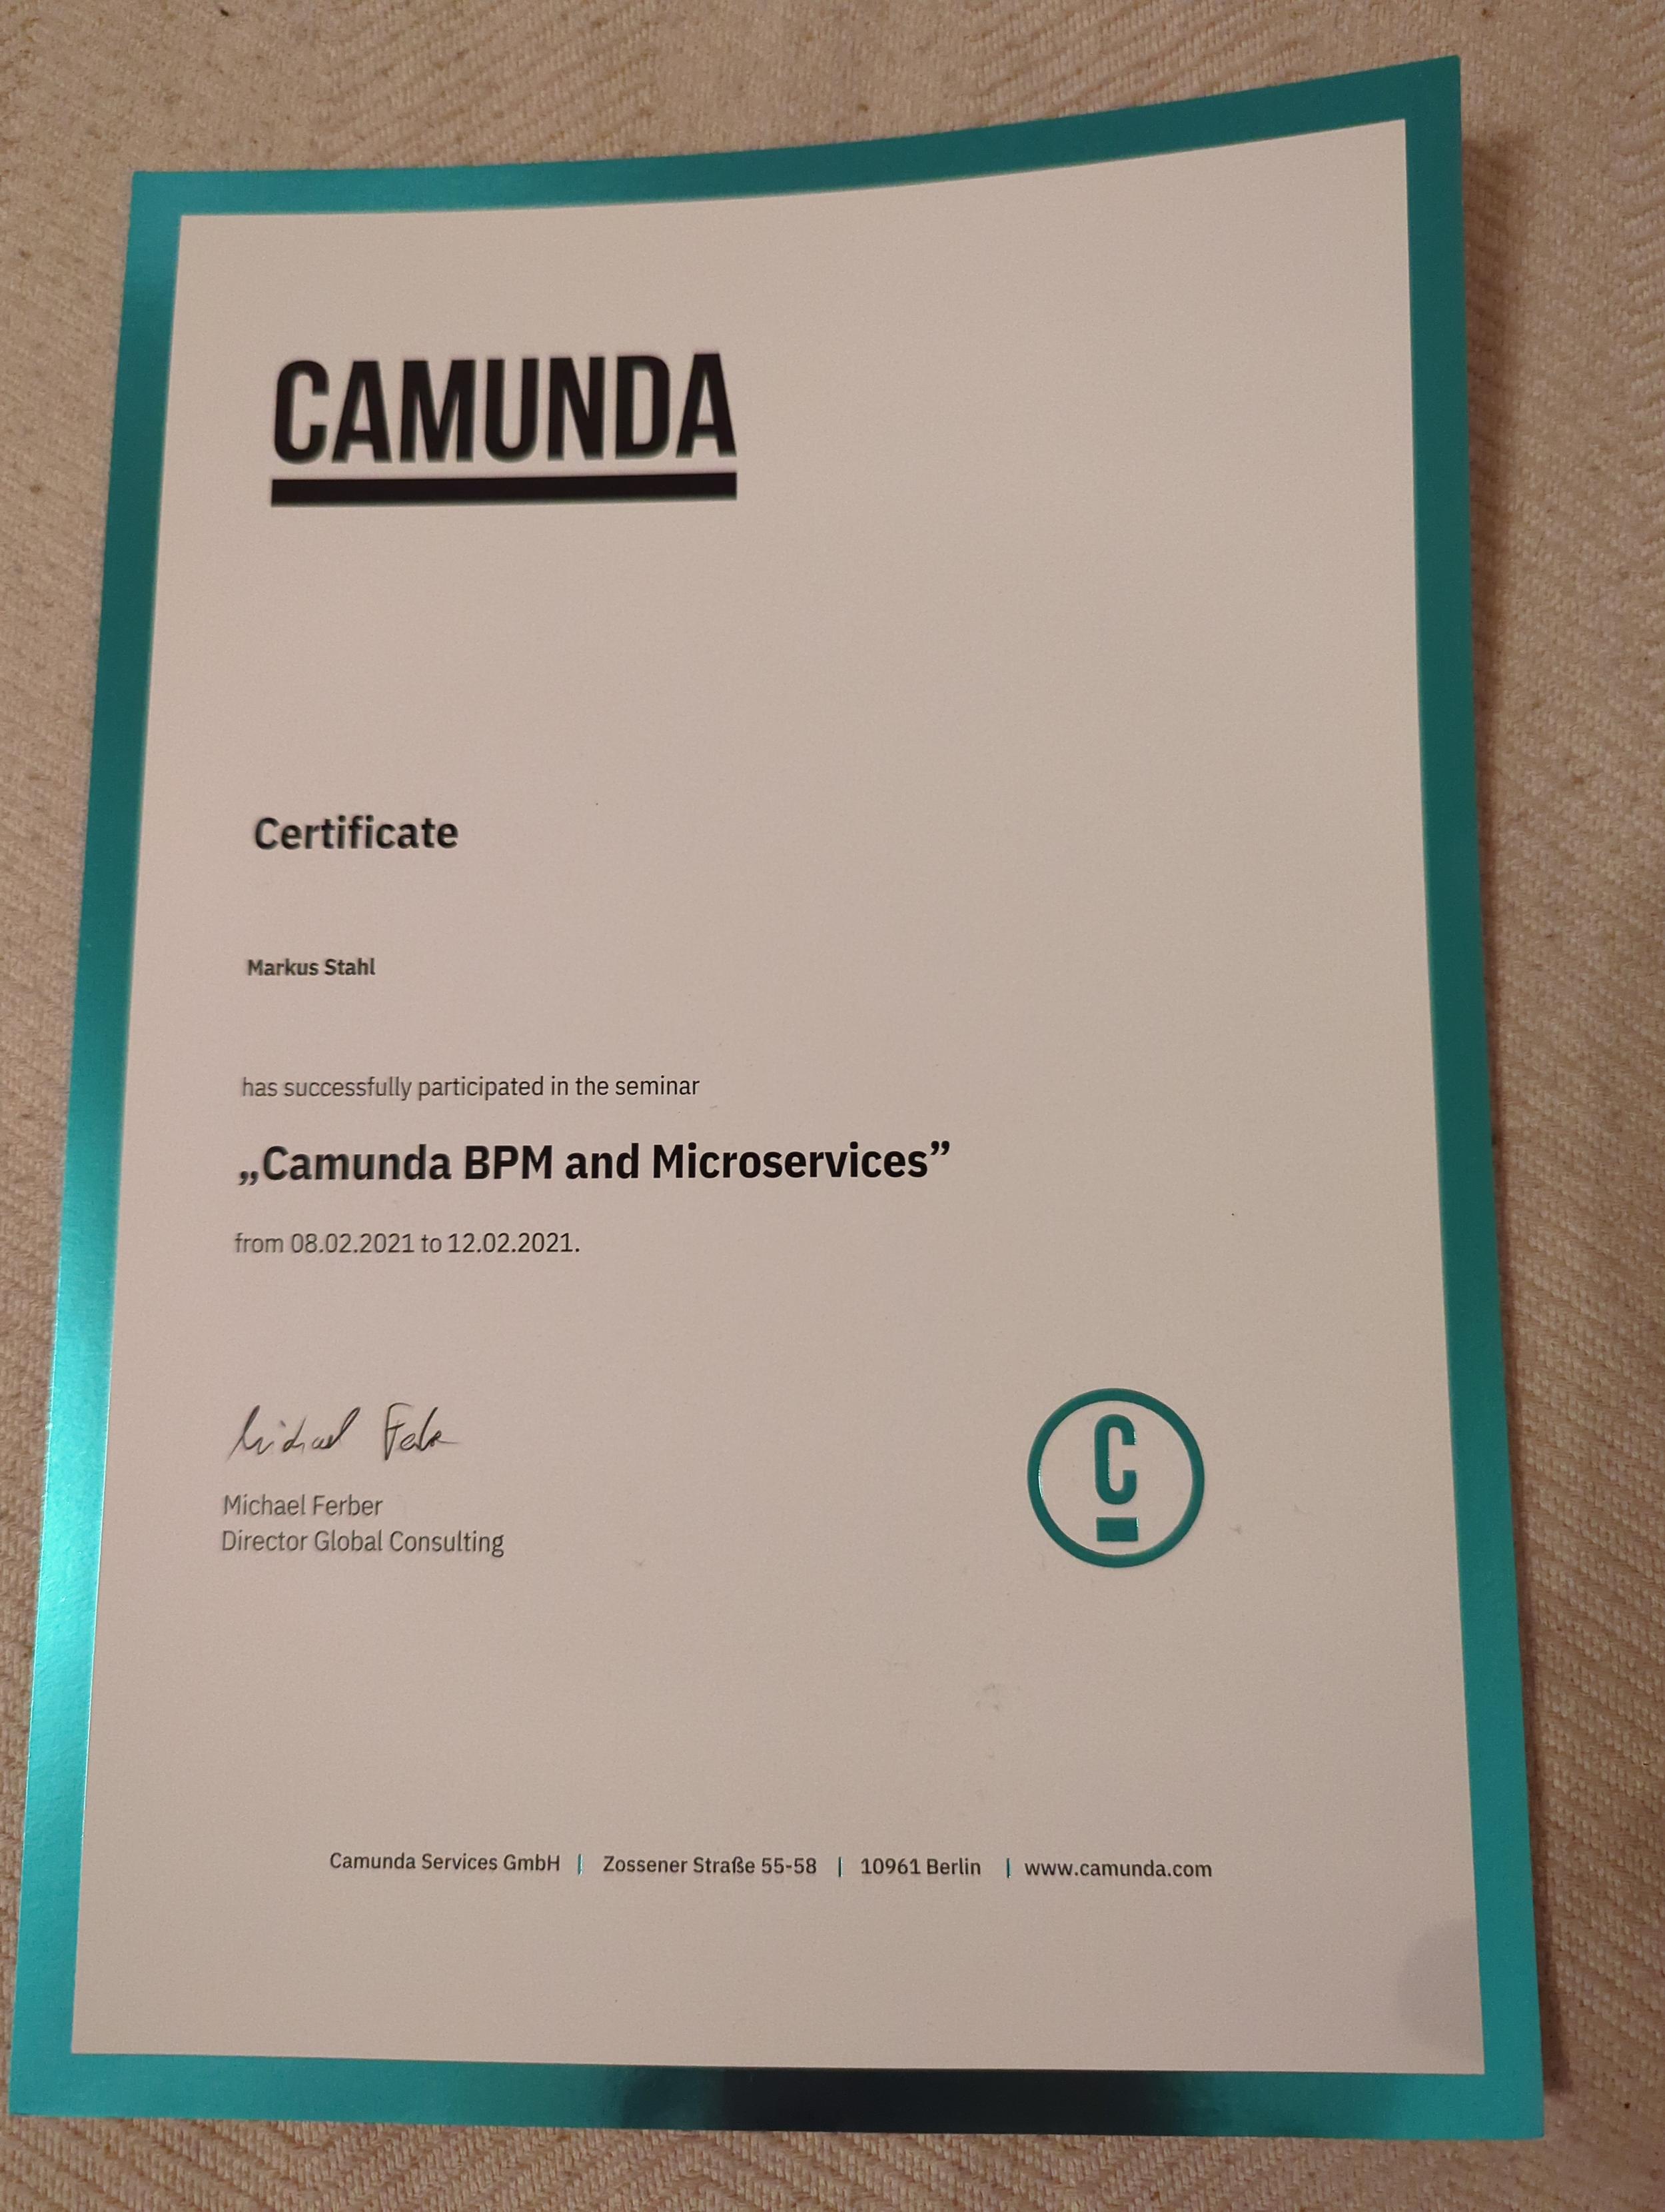 CAMUNDA
Certificate
Markus Stahl
has successfully participated in the seminar
„Camunda BPM and Microservices”
from 08.02.2021 to 12.02.2021.
Michael Ferber
Michael Ferber
Director Global Consulting
C
Camunda Services GmbH | Zossener Straße 55-58 | 10961 Berlin | www.camunda.com